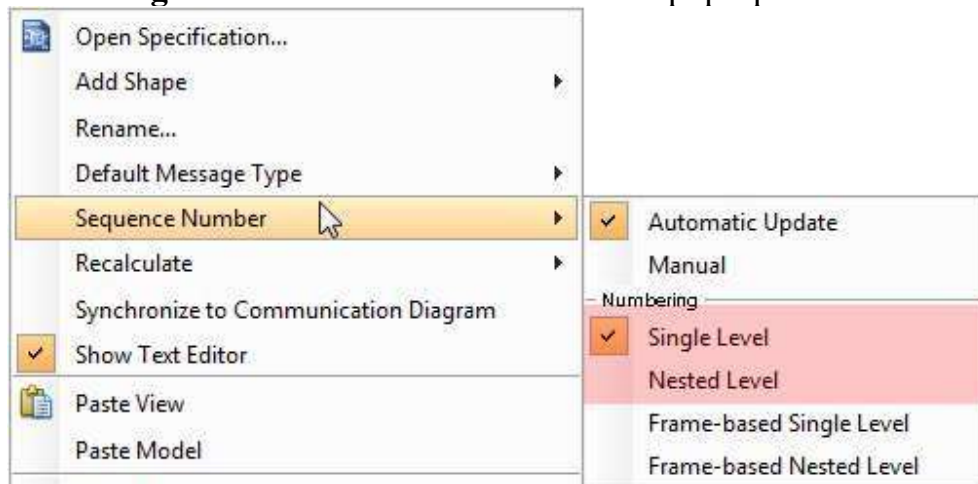 Open Specification...
Add Shape
Rename...
Default Message Type
Sequence Number
Recalculate
Synchronize to Communication Diagram
Show Text Editor
Paste View
Paste Model
Automatic Update
Manual
Numbering
Single Level
Nested Level
Frame-based Single Level
Frame-based Nested Level